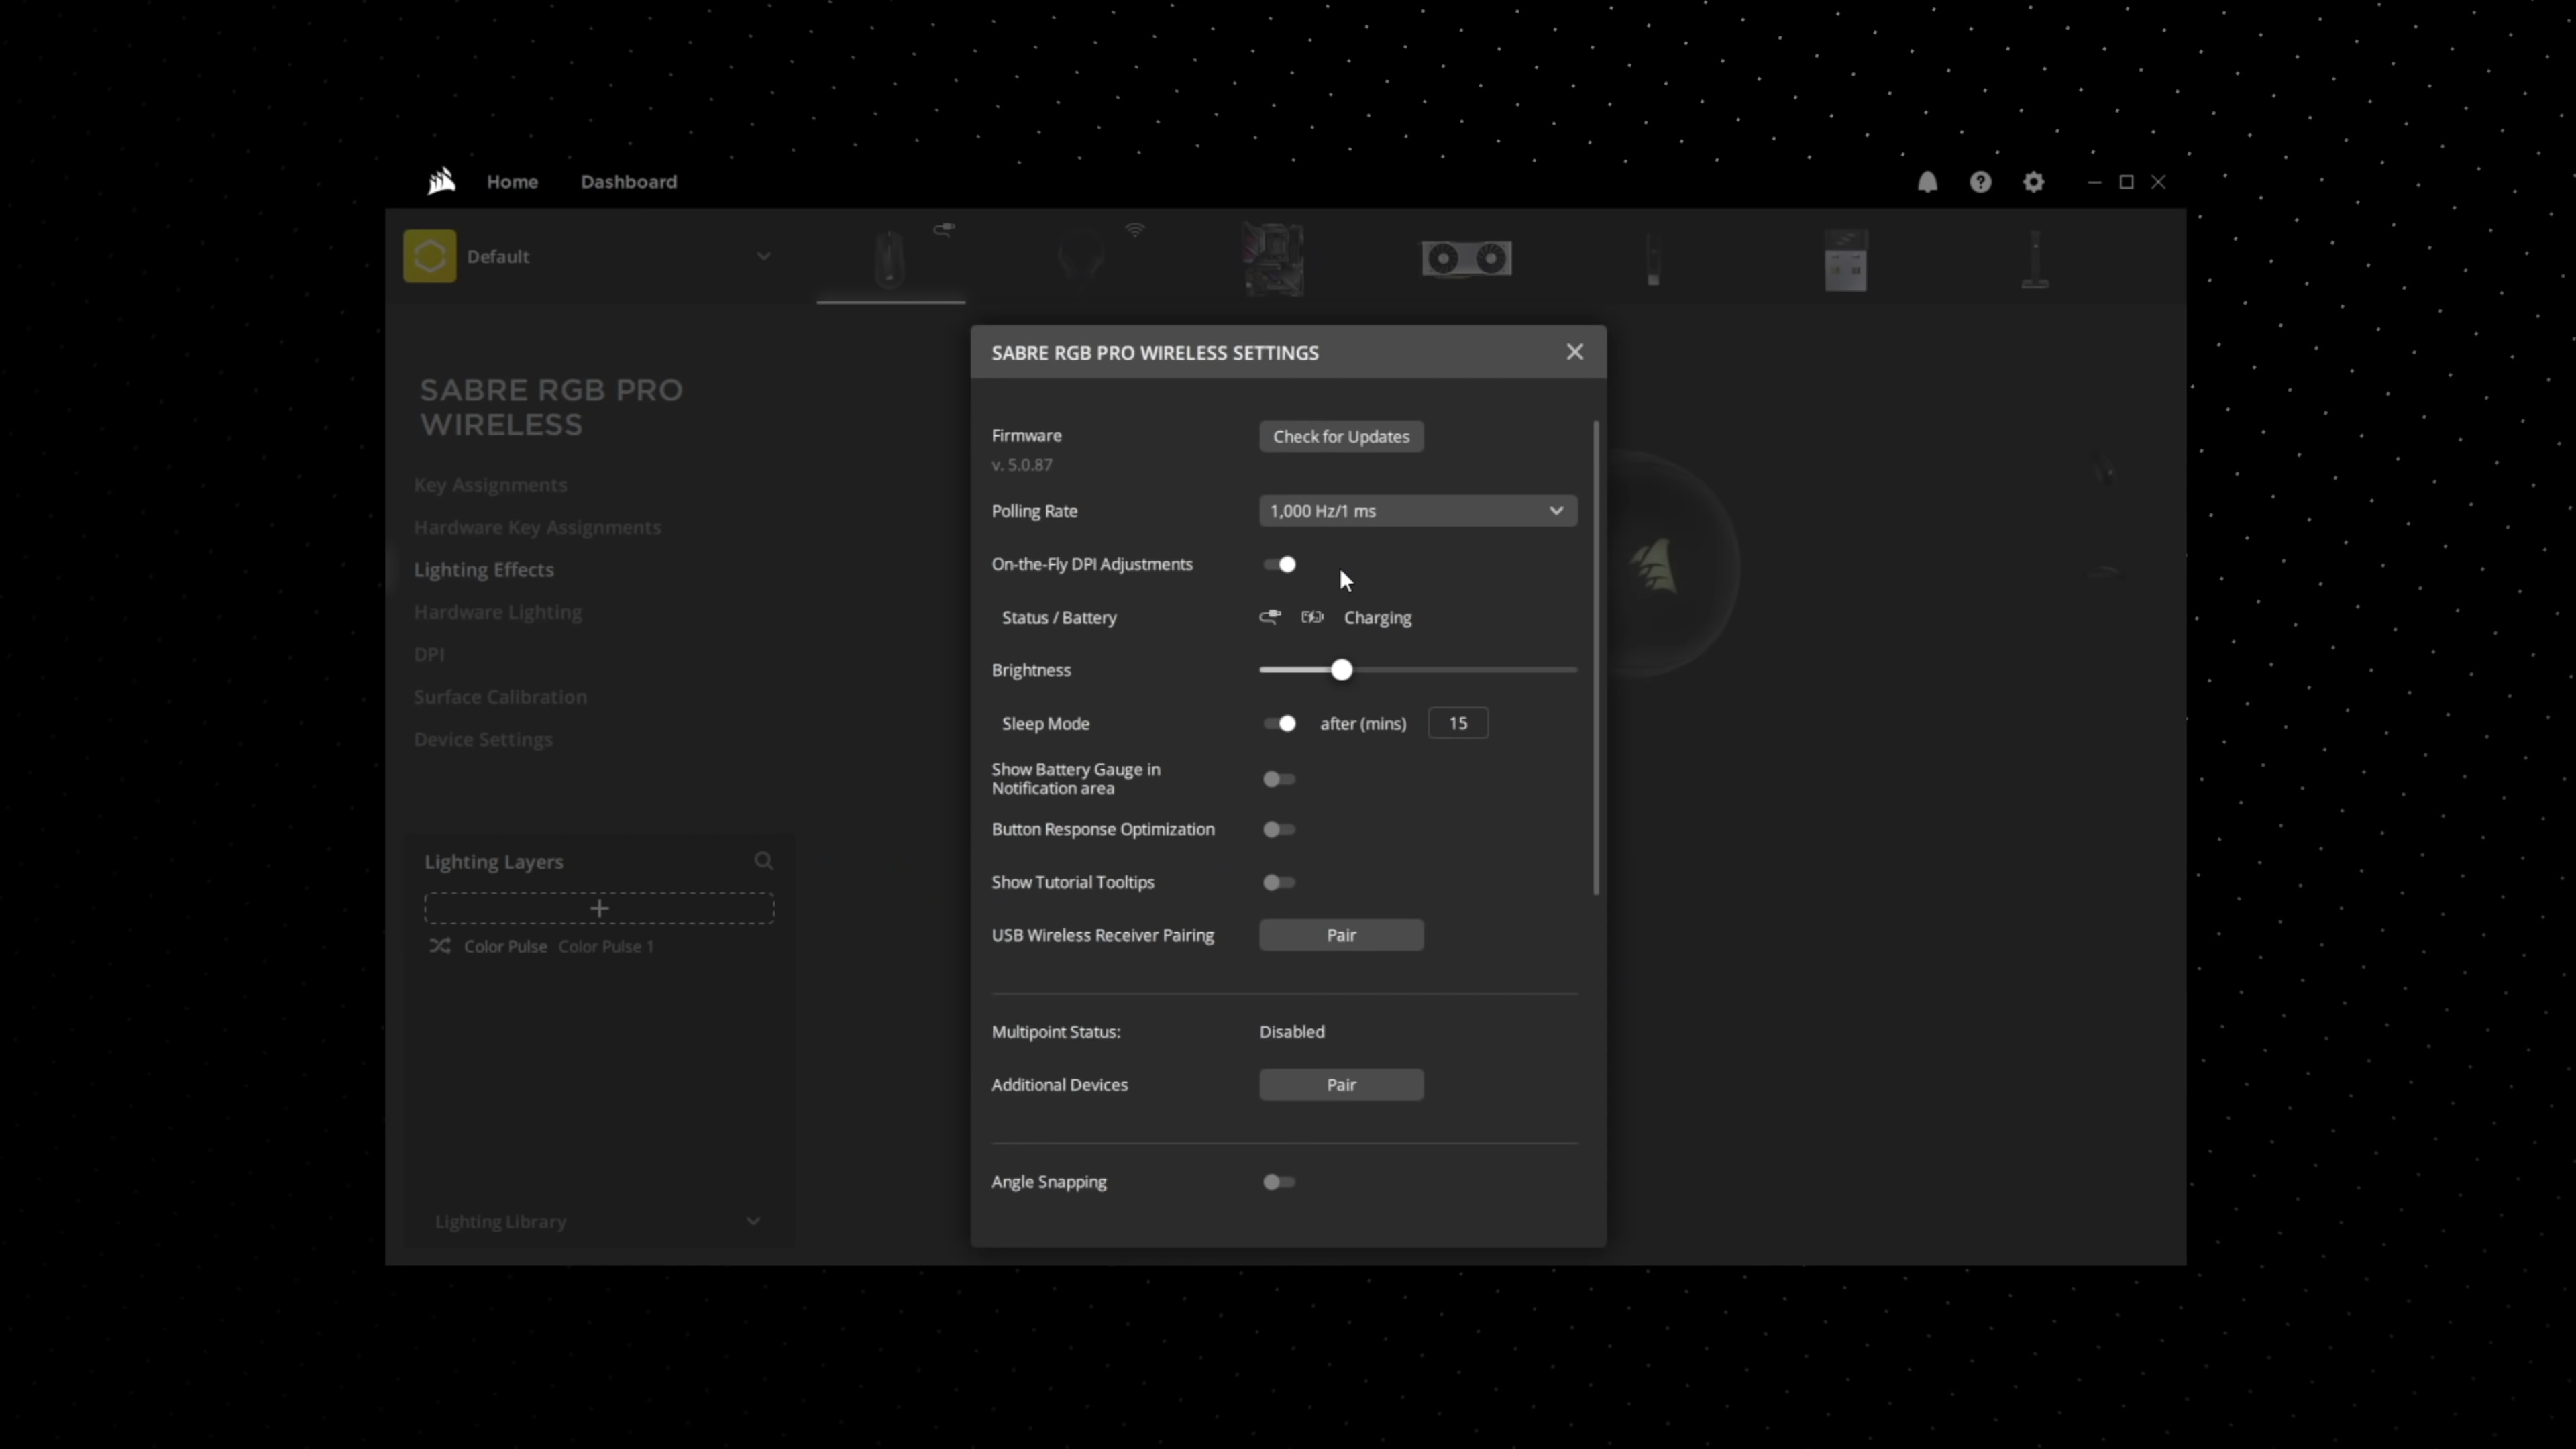 Home Dashboard
Default
SABRE RGB PRO
WIRELESS
Key Assignments
Hardware Key Assignments
Lighting Effects
Hardware Lighting
DPI
Surface Calibration
Device Settings
Lighting Layers
Color Pulse Color Pulse 1
Lighting Library
SABRE RGB PRO WIRELESS SETTINGS
Firmware Check for Updates
v. 5.0.87
Polling Rate 1,000 Hz/1 ms
On-the-Fly DPI Adjustments
Status / Battery Charging
Brightness
Sleep Mode after (mins) 15
Show Battery Gauge in
Notification area
Button Response Optimization
Show Tutorial Tooltips
USB Wireless Receiver Pairing Pair
Multipoint Status: Disabled
Additional Devices Pair
Angle Snapping